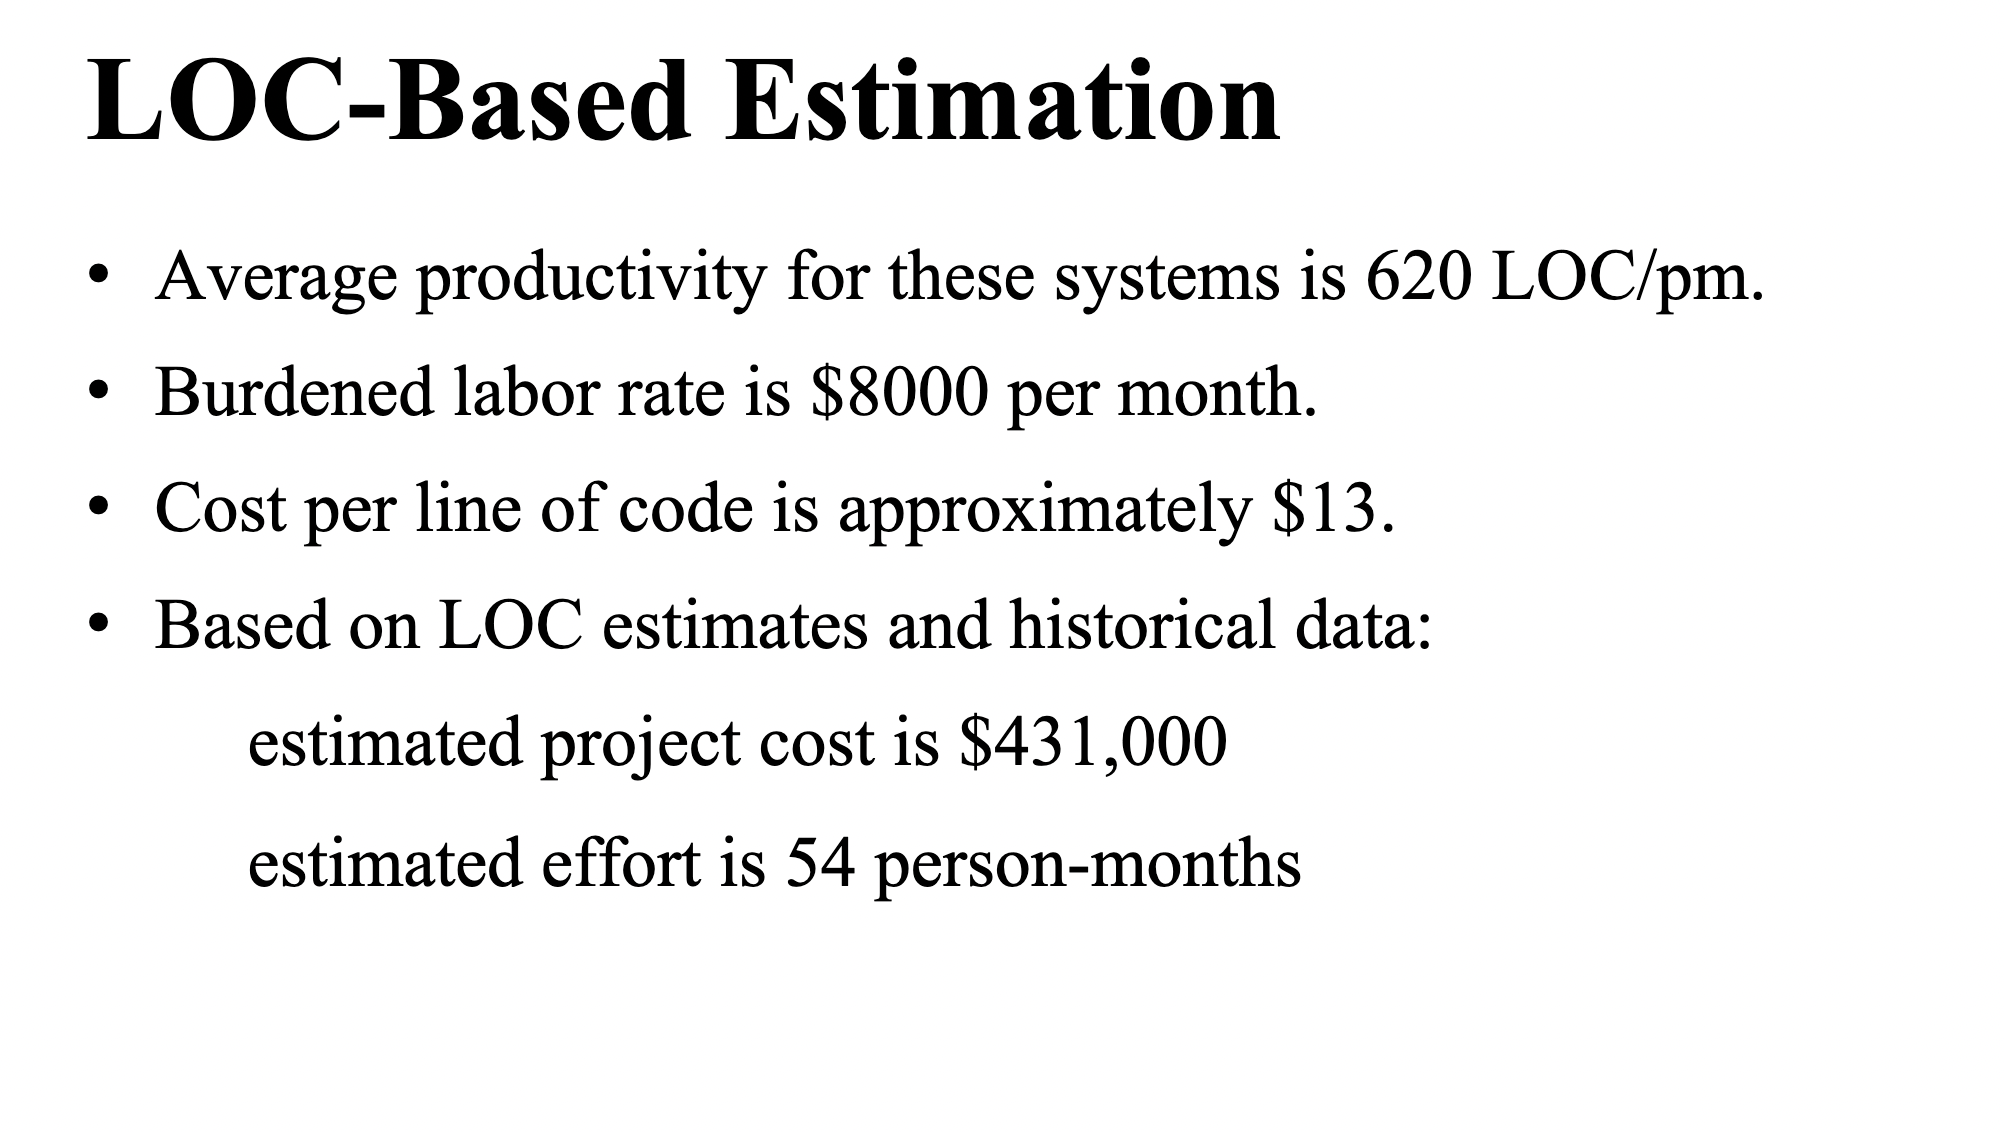 LOC-Based Estimation
• Average productivity for these systems is 620 LOC/pm.
• Burdened labor rate is $8000 per month.
• Cost per line of code is approximately $13.
• Based on LOC estimates and historical data:
estimated project cost is $431,000
estimated effort is 54 person-months